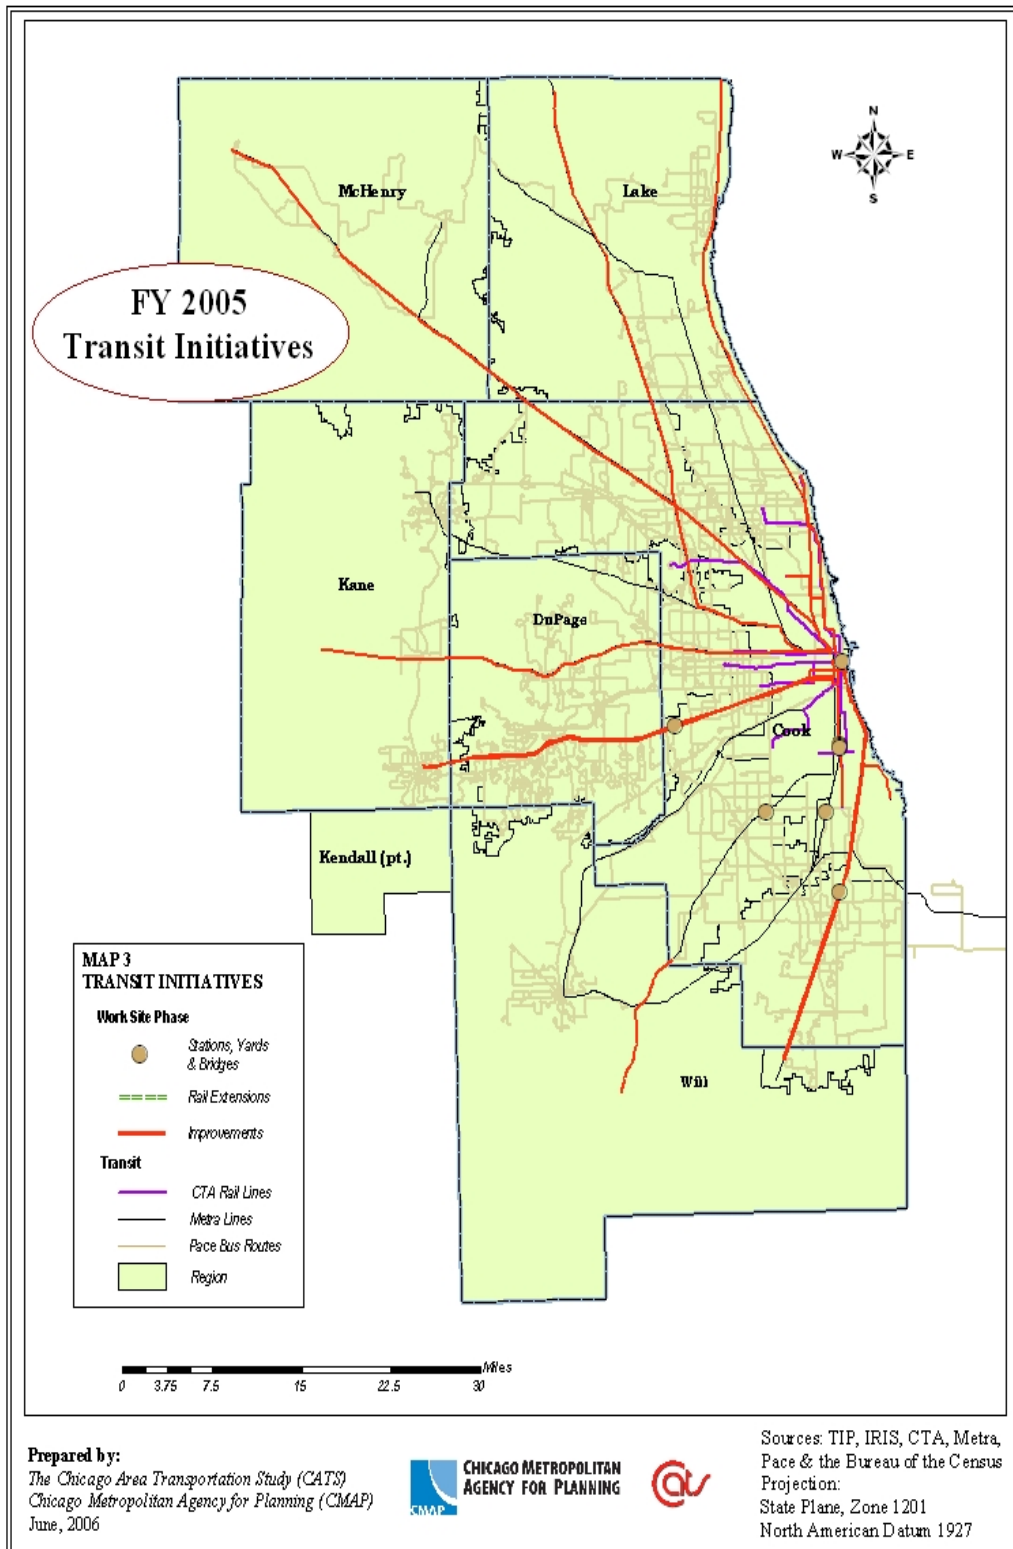 N
W
E
S
McHenry
Lake
FY 2005
Transit Initiatives
Kane
DuPage
Cook
Kendall (pt.)
Will
MAP 3
TRANSIT INITIATIVES
Work Site Phase
Stations, Yards
& Bridges
Rail Extensions
Improvements
Transit
CTA Rail Lines
Metra Lines
Pace Bus Routes
Region
Miles
0 3.75 7.5 15 22.5 30
Prepared by:
The Chicago Area Transportation Study (CATS)
Chicago Metropolitan Agency for Planning (CMAP)
June, 2006
CMAP
CHICAGO METROPOLITAN
AGENCY FOR PLANNING
cats
Sources: TIP, IRIS, CTA, Metra,
Pace & the Bureau of the Census
Projection:
State Plane, Zone 1201
North American Datum 1927